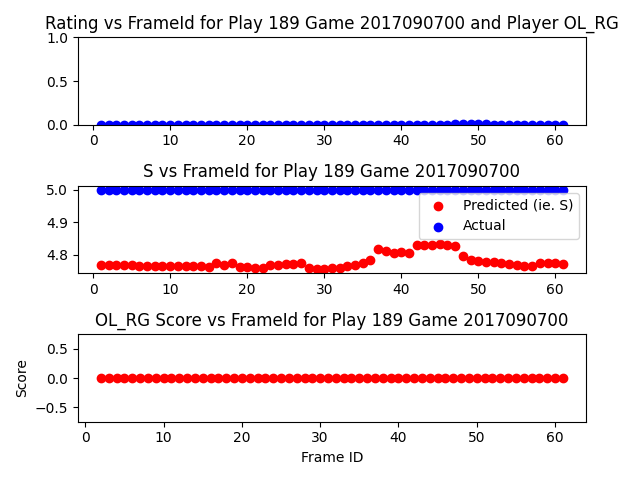 Rating vs FrameId for Play 189 Game 2017090700 and Player OL_RG
1.0
0.5
0.0
0 10 20 30 40 50 60
S vs FrameId for Play 189 Game 2017090700
5.0
4.9
4.8
Predicted (ie. S)
Actual
0 10 20 30 40 50 60
OL_RG Score vs FrameId for Play 189 Game 2017090700
Score
0.5
0.0
−0.5
0 10 20 30 40 50 60
Frame ID